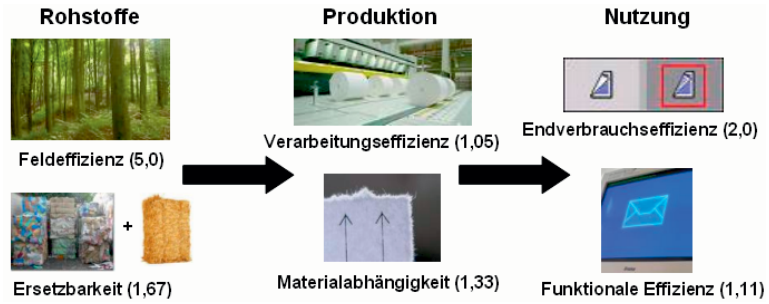 Rohstoffe
Produktion
Nutzung
Feldeffizienz (5,0)
Verarbeitungseffizienz (1,05)
Endverbrauchseffizienz (2,0)
+
Ersetzbarkeit (1,67)
Materialabhängigkeit (1,33)
Funktionale Effizienz (1,11)